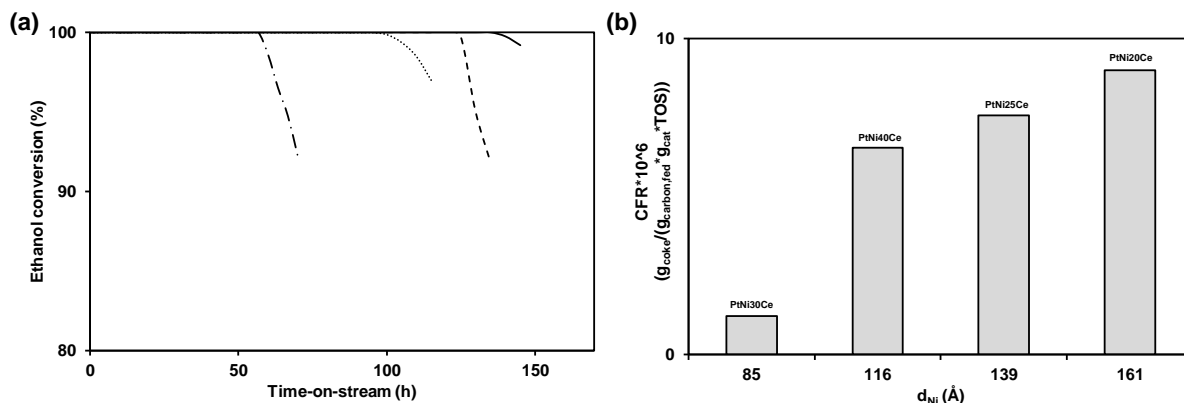 (a)
100
90
80
Ethanol conversion (%)
0
50
100
150
Time-on-stream (h)
(b)
10
0
CFR*10^6
(gcoke/(gcarbon,fed*gcat*TOS))
PtNi30Ce
PtNi40Ce
PtNi25Ce
PtNi20Ce
85
116
139
161
dNi (Å)